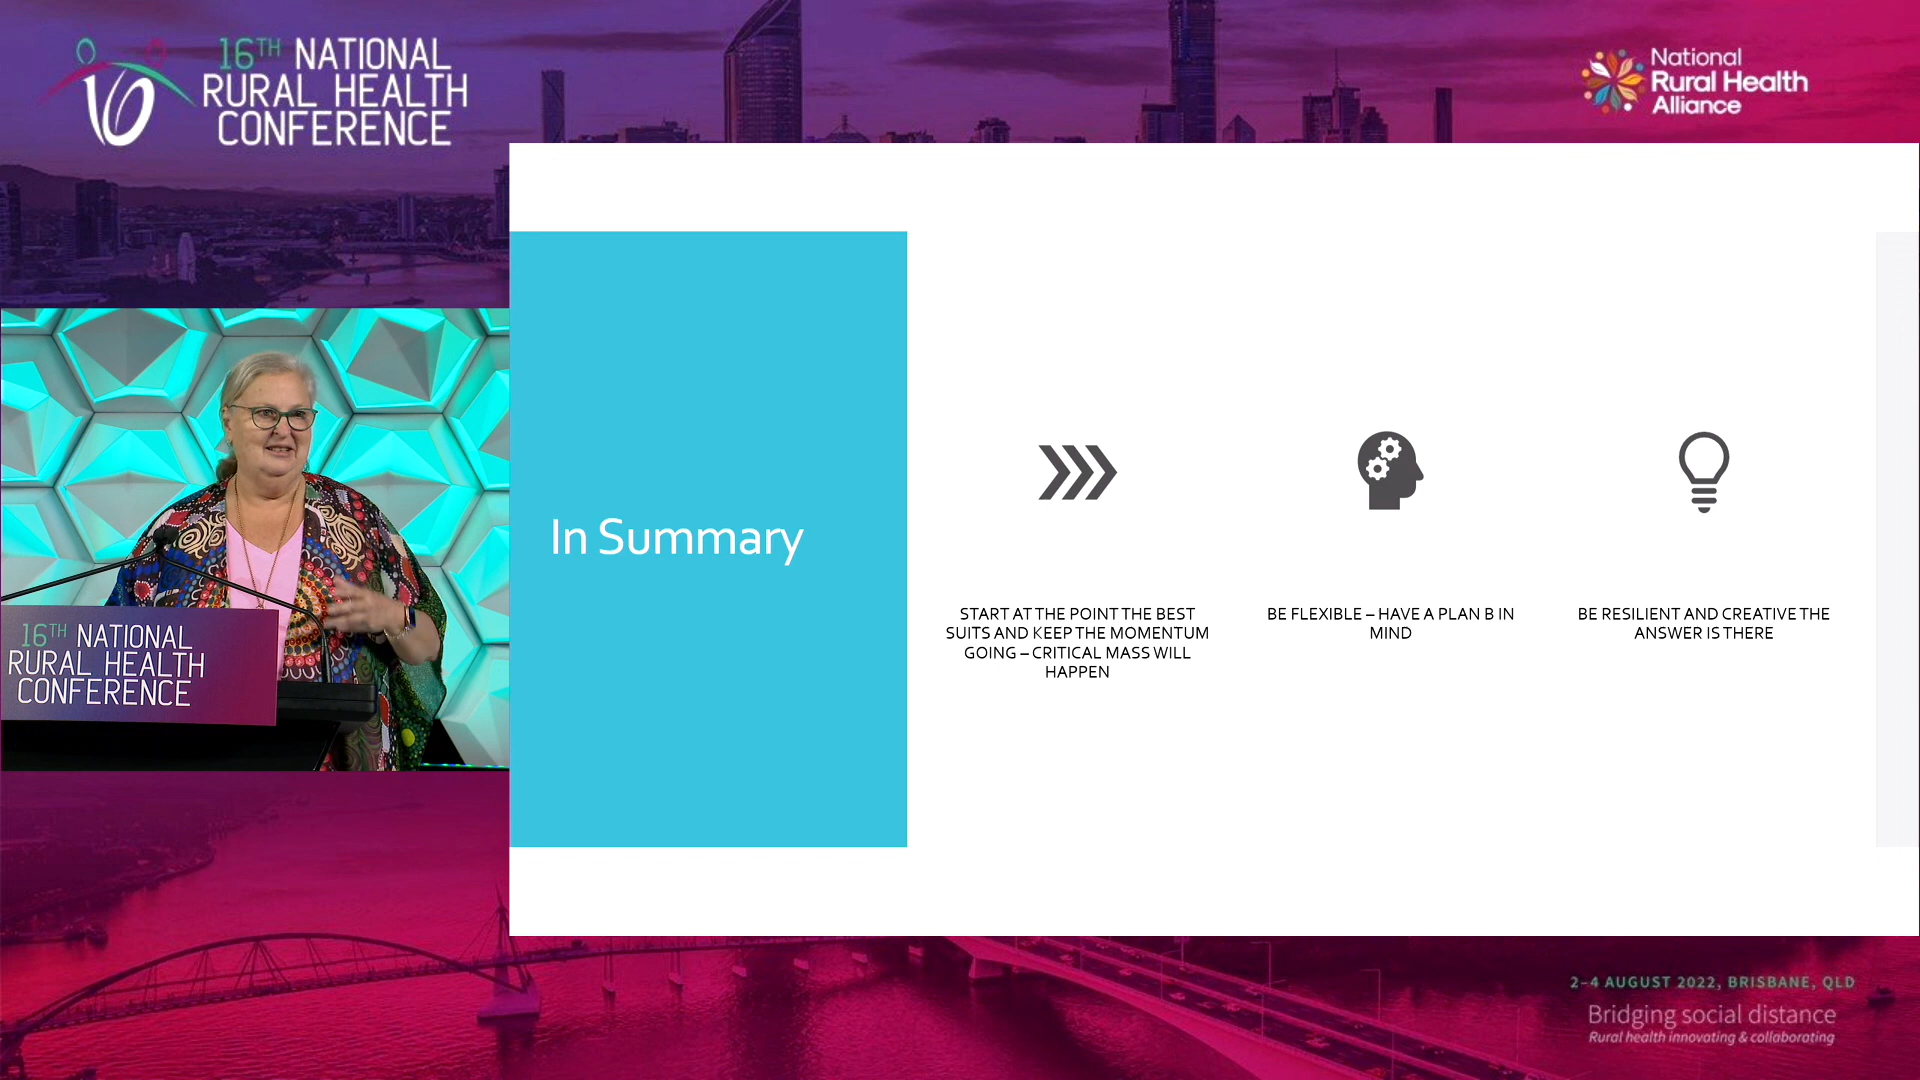 16TH NATIONAL
RURAL HEALTH
CONFERENCE
National
Rural Health
Alliance
In Summary
START AT THE POINT THE BEST
SUITS AND KEEP THE MOMENTUM
GOING – CRITICAL MASS WILL
HAPPEN
BE FLEXIBLE – HAVE A PLAN B IN
MIND
BE RESILIENT AND CREATIVE THE
ANSWER IS THERE
16TH NATIONAL
RURAL HEALTH
CONFERENCE
2–4 AUGUST 2022, BRISBANE, QLD
Bridging social distance
Rural health innovating & collaborating